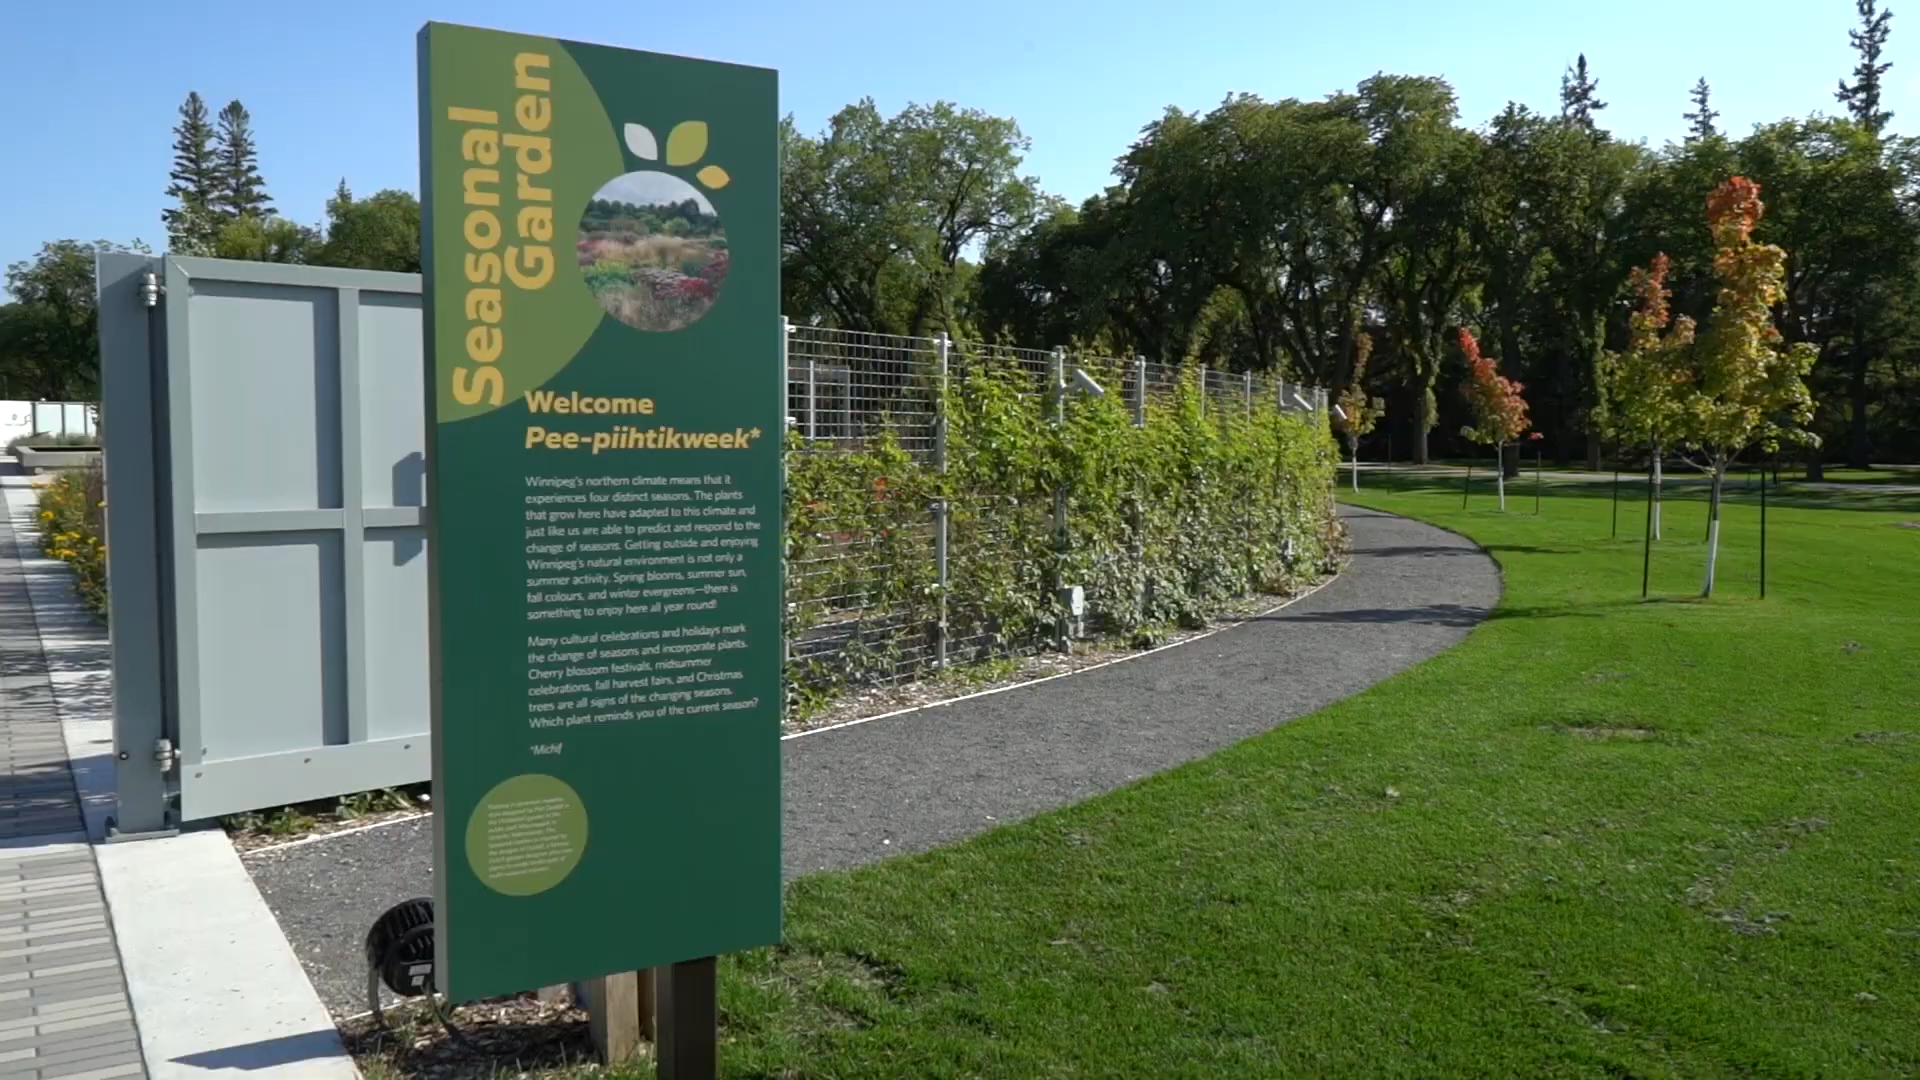 Seasonal
Garden
Welcome
Pee-piihtikweek*
Winnipeg's northern climate means that it
experiences four distinct seasons. The plants
that grow here have adapted to this climate and
just like us are able to predict and respond to the
change of seasons. Getting outside and enjoying
Winnipeg's natural environment is not only a
summer activity. Spring blooms, summer sun,
fall colours, and winter evergreens—there is
something to enjoy here all year round!
Many cultural celebrations and holidays mark
the change of seasons and incorporate plants.
Cherry blossom festivals, midsummer
celebrations, fall harvest fairs, and Christmas
trees are all signs of the changing seasons.
Which plant reminds you of the current season?
*Michif